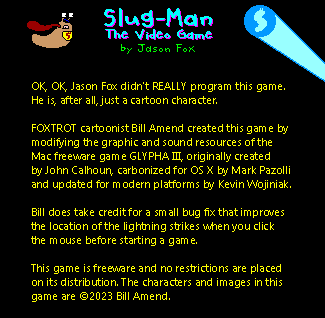 Slug-Man
The Video Game
by Jason Fox
S
OK, OK, Jason Fox didn't REALLY program this game.
He is, after all, just a cartoon character.
FOXTROT cartoonist Bill Amend created this game by
modifying the graphic and sound resources of the
Mac freeware game GLYPHA III, originally created
by John Calhoun, carbonized for OS X by Mark Pazolli
and updated for modern platforms by Kevin Wojniak.
Bill does take credit for a small bug fix that improves
the location of the lightning strikes when you click
the mouse before starting a game.
This game is freeware and no restrictions are placed
on its distribution. The characters and images in this
game are ©2023 Bill Amend.